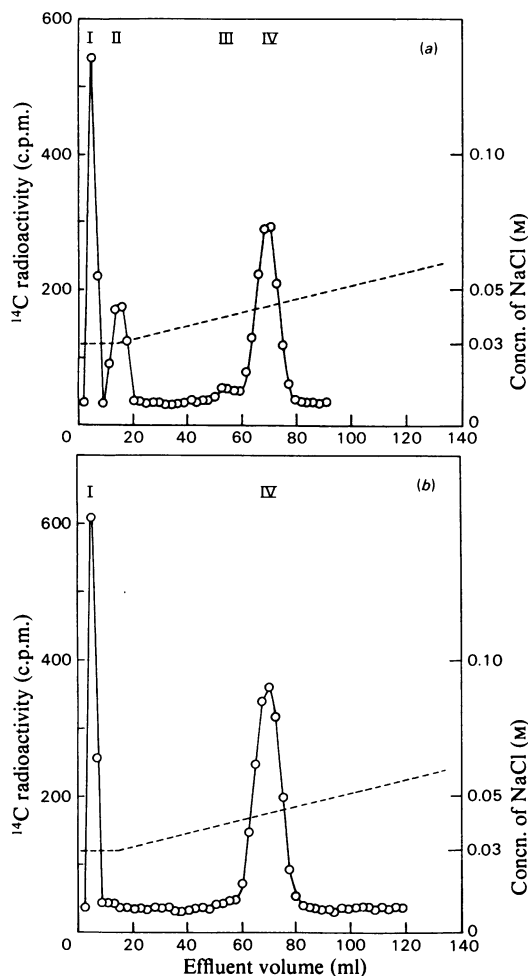 600
I II III IV (a)
400
200
0
¹⁴C radioactivity (c.p.m.)
0.10
0.05
0.03
0
Concn. of NaCl (M)
0 20 40 60 80 100 120 140
I IV (b)
600
400
200
0
¹⁴C radioactivity (c.p.m.)
0.10
0.05
0.03
0
Concn. of NaCl (M)
20 40 60 80 100 120 140
Effluent volume (ml)